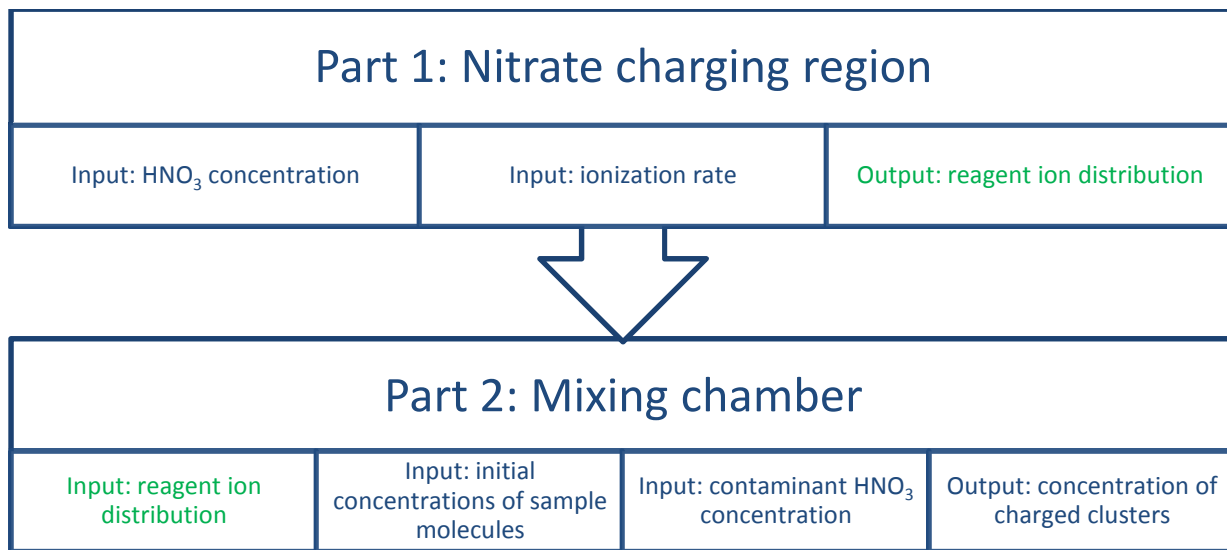 Part 1: Nitrate charging region
Input: HNO₃ concentration
Input: ionization rate
Output: reagent ion distribution
Part 2: Mixing chamber
Input: reagent ion
distribution
Input: initial
concentrations of sample
molecules
Input: contaminant HNO₃
concentration
Output: concentration of
charged clusters